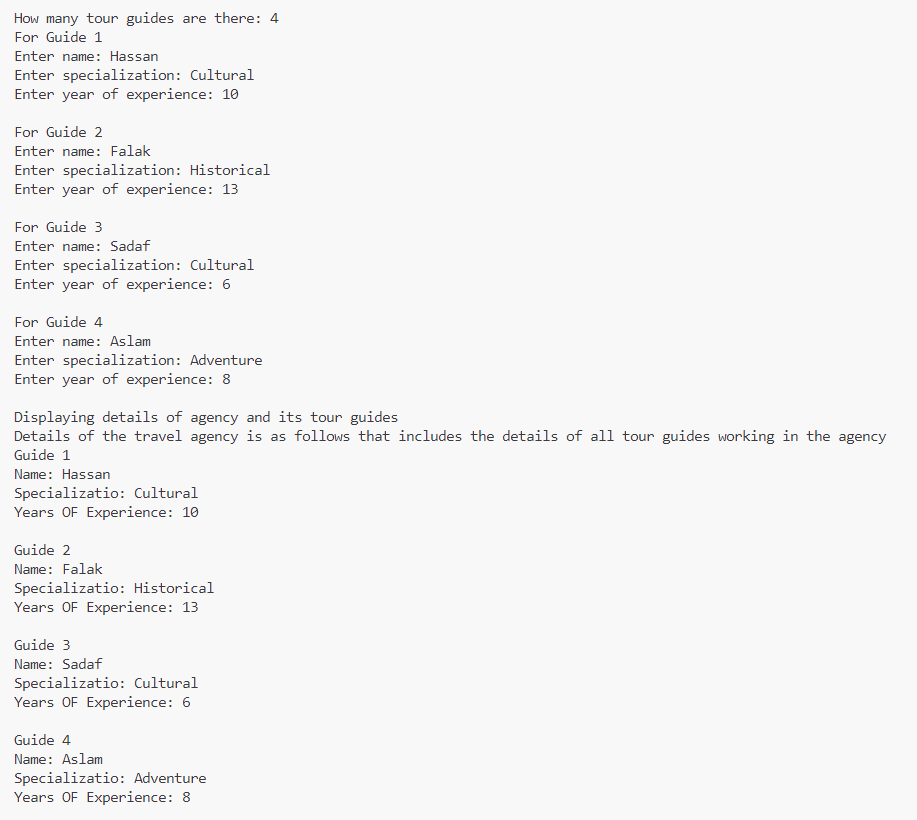 How many tour guides are there: 4
For Guide 1
Enter name: Hassan
Enter specialization: Cultural
Enter year of experience: 10
For Guide 2
Enter name: Falak
Enter specialization: Historical
Enter year of experience: 13
For Guide 3
Enter name: Sadaf
Enter specialization: Cultural
Enter year of experience: 6
For Guide 4
Enter name: Aslam
Enter specialization: Adventure
Enter year of experience: 8
Displaying details of agency and its tour guides
Details of the travel agency is as follows that includes the details of all tour guides working in the agency
Guide 1
Name: Hassan
Specializatio: Cultural
Years OF Experience: 10
Guide 2
Name: Falak
Specializatio: Historical
Years OF Experience: 13
Guide 3
Name: Sadaf
Specializatio: Cultural
Years OF Experience: 6
Guide 4
Name: Aslam
Specializatio: Adventure
Years OF Experience: 8